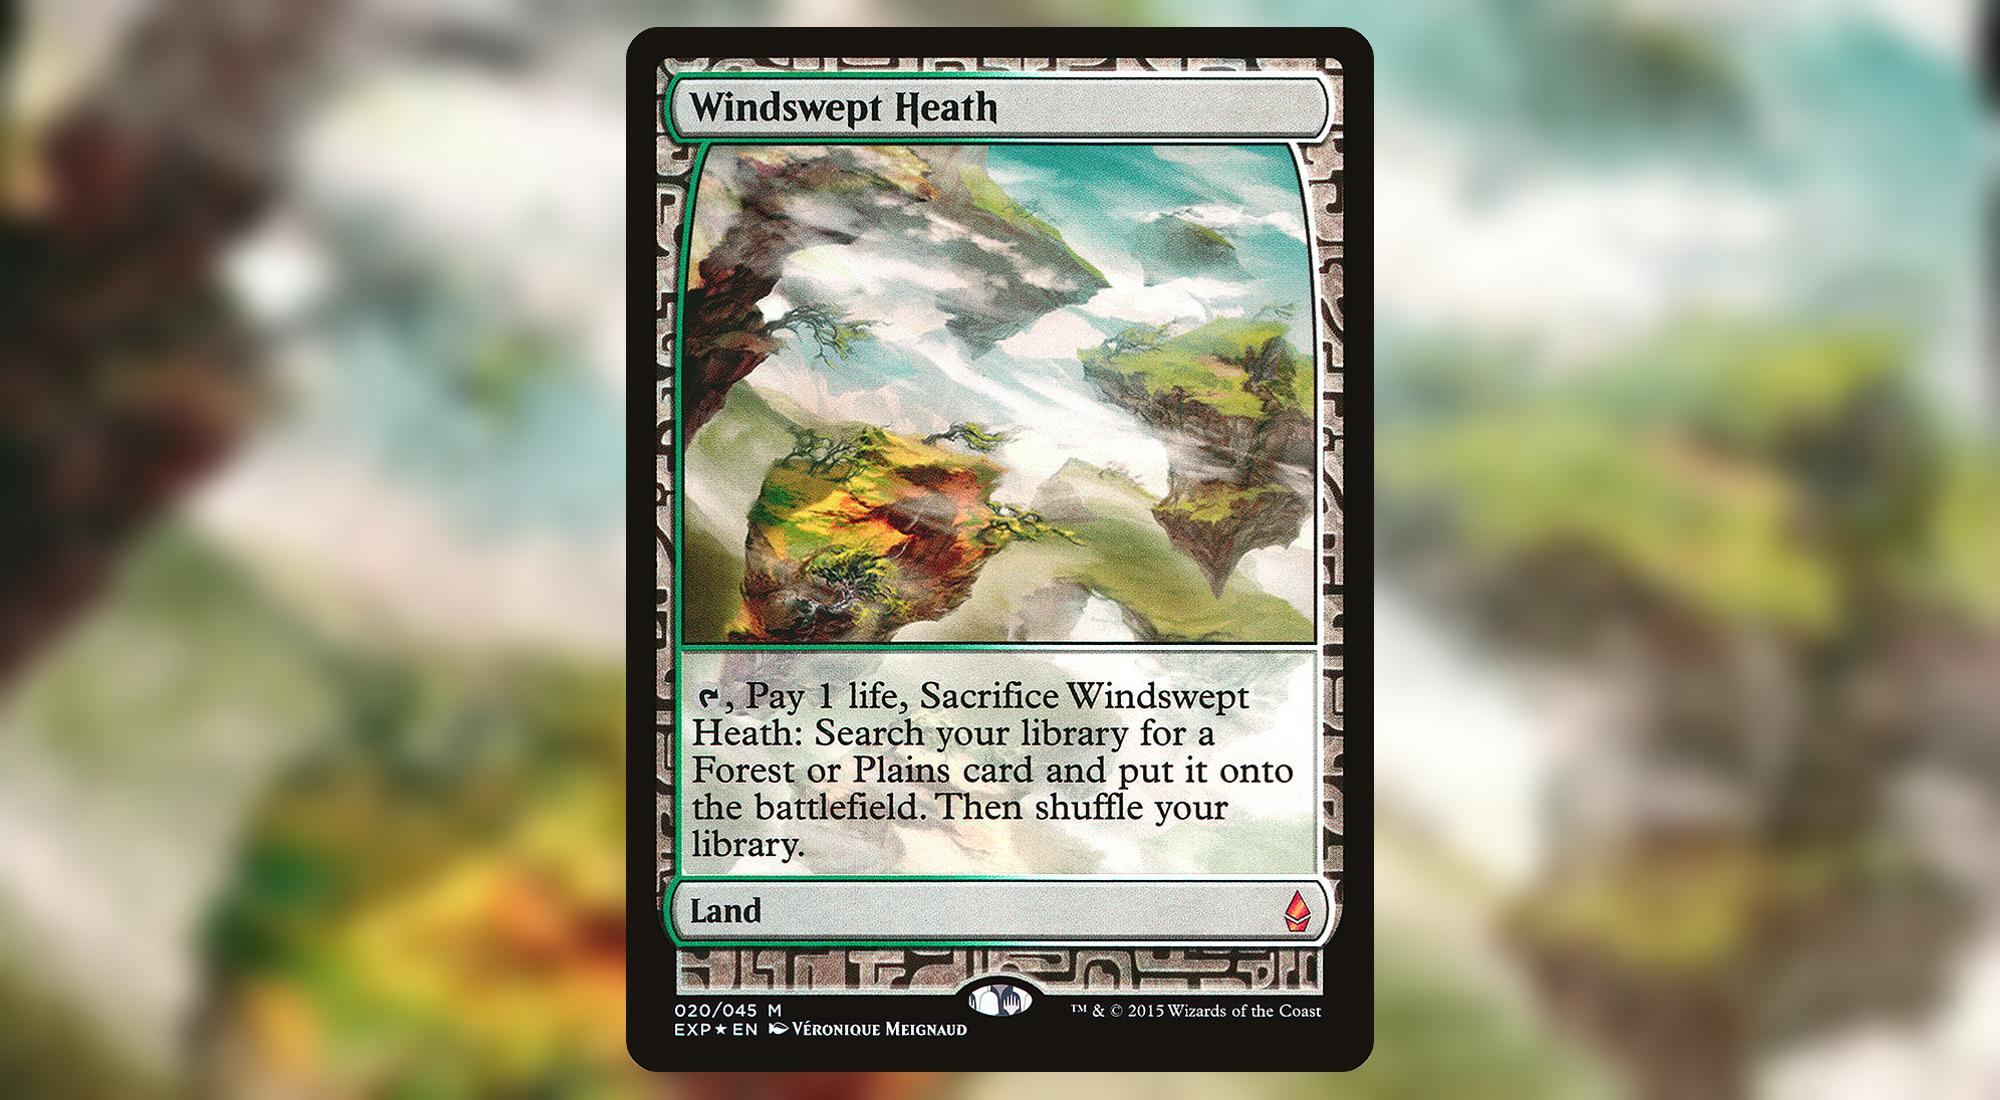 Windswept Heath
, Pay 1 life, Sacrifice Windswept
Heath: Search your library for a
Forest or Plains card and put it onto
the battlefield. Then shuffle your
library.
Land
020/045 M
EXP★EN VÉRONIQUE MEIGNAUD
™ & © 2015 Wizards of the Coast